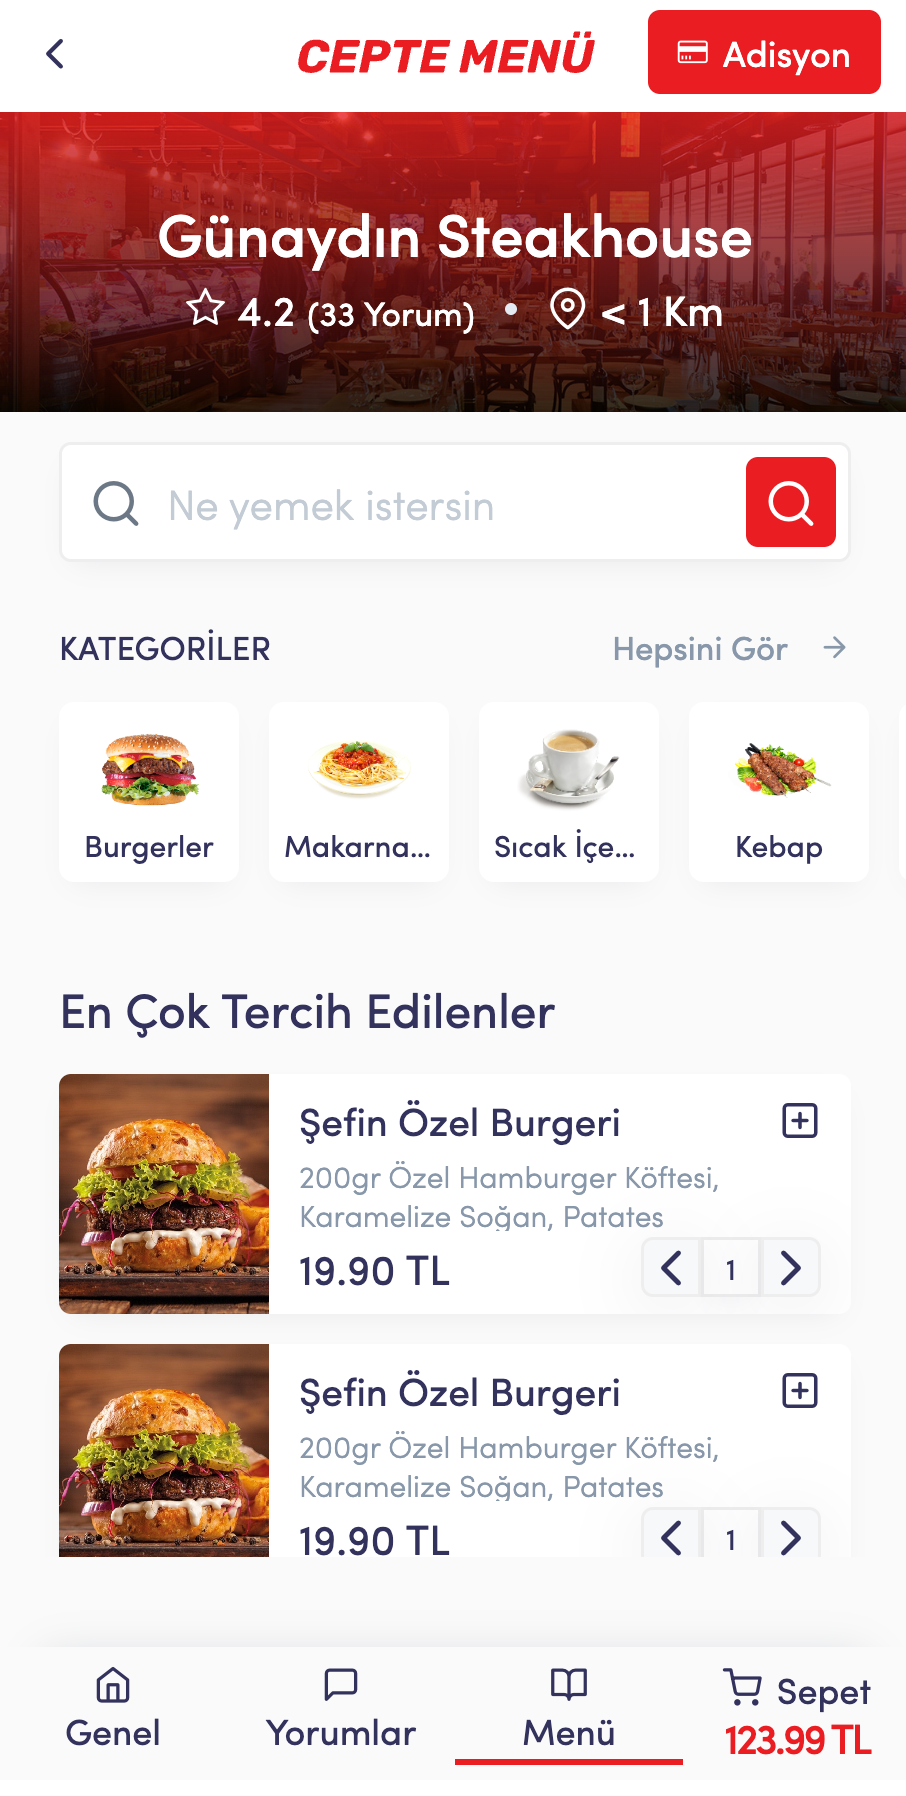 CEPTE MENÜ
Adisyon
Günaydın Steakhouse
4.2 (33 Yorum) • < 1 Km
Ne yemek istersin
KATEGORİLER
Hepsini Gör →
Burgerler
Makarna...
Sıcak İçe...
Kebap
En Çok Tercih Edilenler
Şefin Özel Burgeri
200gr Özel Hamburger Köftesi,
Karamelize Soğan, Patates
19.90 TL
1
Şefin Özel Burgeri
200gr Özel Hamburger Köftesi,
Karamelize Soğan, Patates
19.90 TL
1
Genel
Yorumlar
Menü
Sepet
123.99 TL